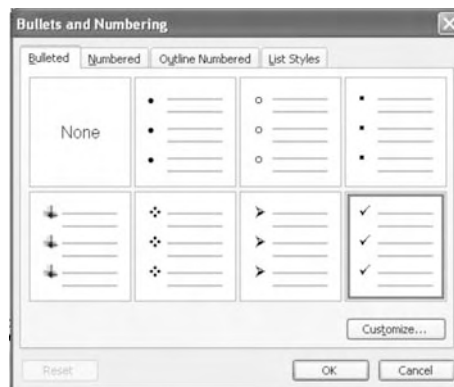 Bullets and Numbering
Bulleted Numbered Outline Numbered List Styles
None
Customize...
Reset OK Cancel